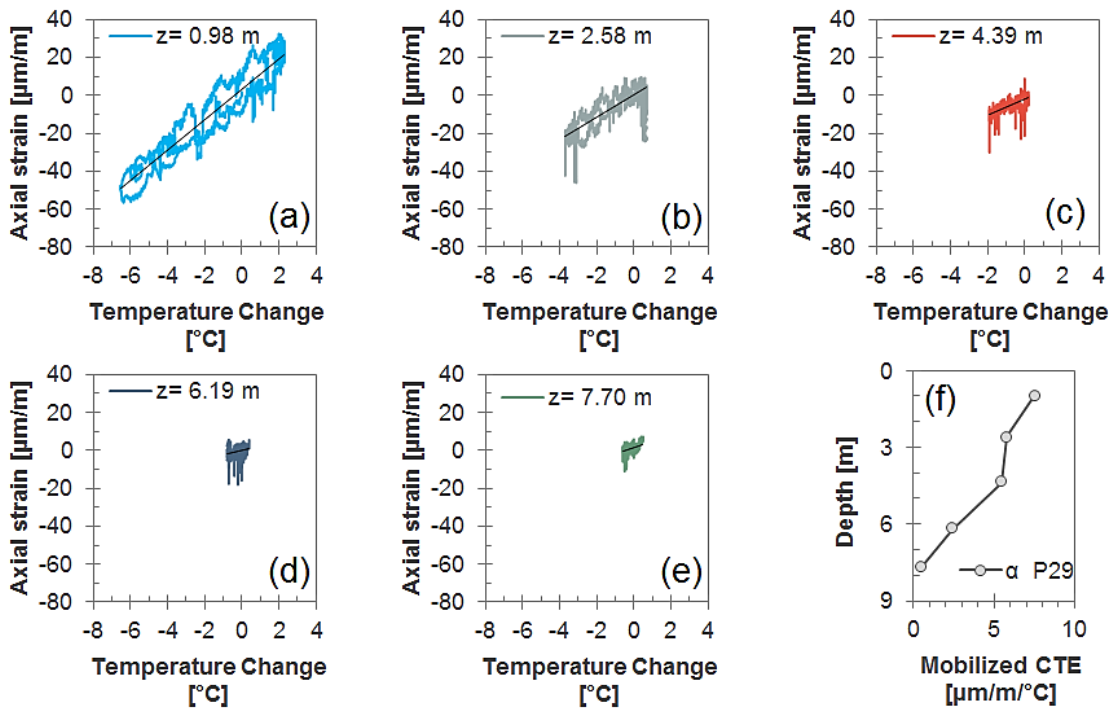 40
20
0
-20
-40
-60
-80
Axial strain [µm/m]
z= 0.98 m
(a)
-8 -6 -4 -2 0 2 4
Temperature Change
[°C]
40
20
0
-20
-40
-60
-80
Axial strain [µm/m]
z= 2.58 m
(b)
-8 -6 -4 -2 0 2 4
Temperature Change
[°C]
40
20
0
-20
-40
-60
-80
Axial strain [µm/m]
z= 4.39 m
(c)
-8 -6 -4 -2 0 2 4
Temperature Change
[°C]
40
20
0
-20
-40
-60
-80
Axial strain [µm/m]
z= 6.19 m
(d)
-8 -6 -4 -2 0 2 4
Temperature Change
[°C]
40
20
0
-20
-40
-60
-80
Axial strain [µm/m]
z= 7.70 m
(e)
-8 -6 -4 -2 0 2 4
Temperature Change
[°C]
0
3
6
9
Depth [m]
(f)
α P29
0 5 10
Mobilized CTE
[µm/m/°C]